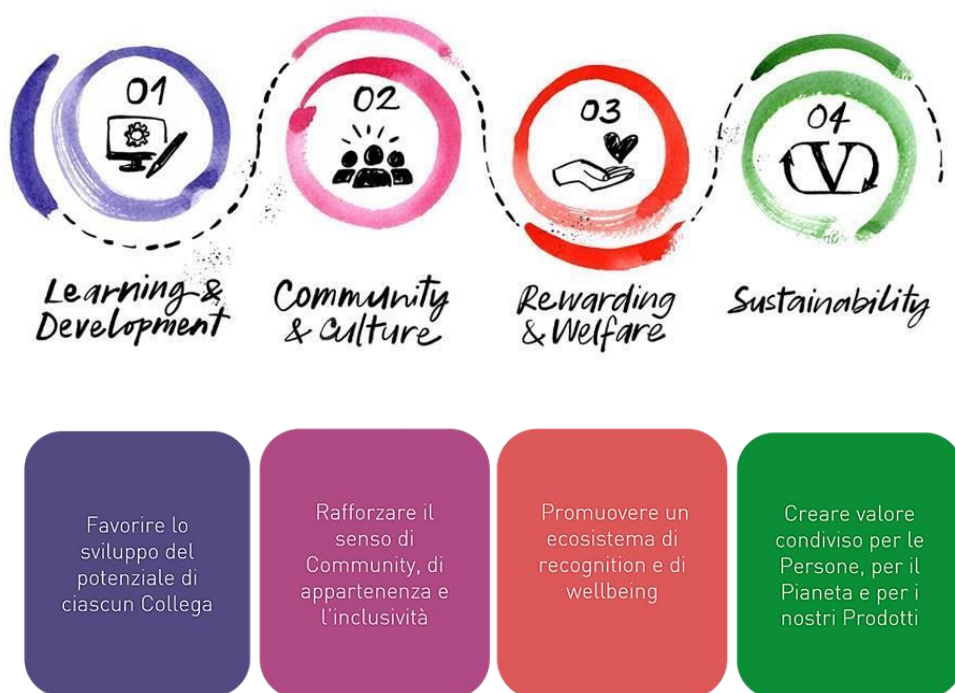 01
Learning &
Development
02
Community
& Culture
03
Rewarding
& Welfare
04
V
Sustainability
Favorire lo
sviluppo del
potenziale di
ciascun Collega
Rafforzare il
senso di
Community, di
appartenenza e
l'inclusività
Promuovere un
ecosistema di
recognition e di
wellbeing
Creare valore
condiviso per le
Persone, per il
Pianeta e per i
nostri Prodotti